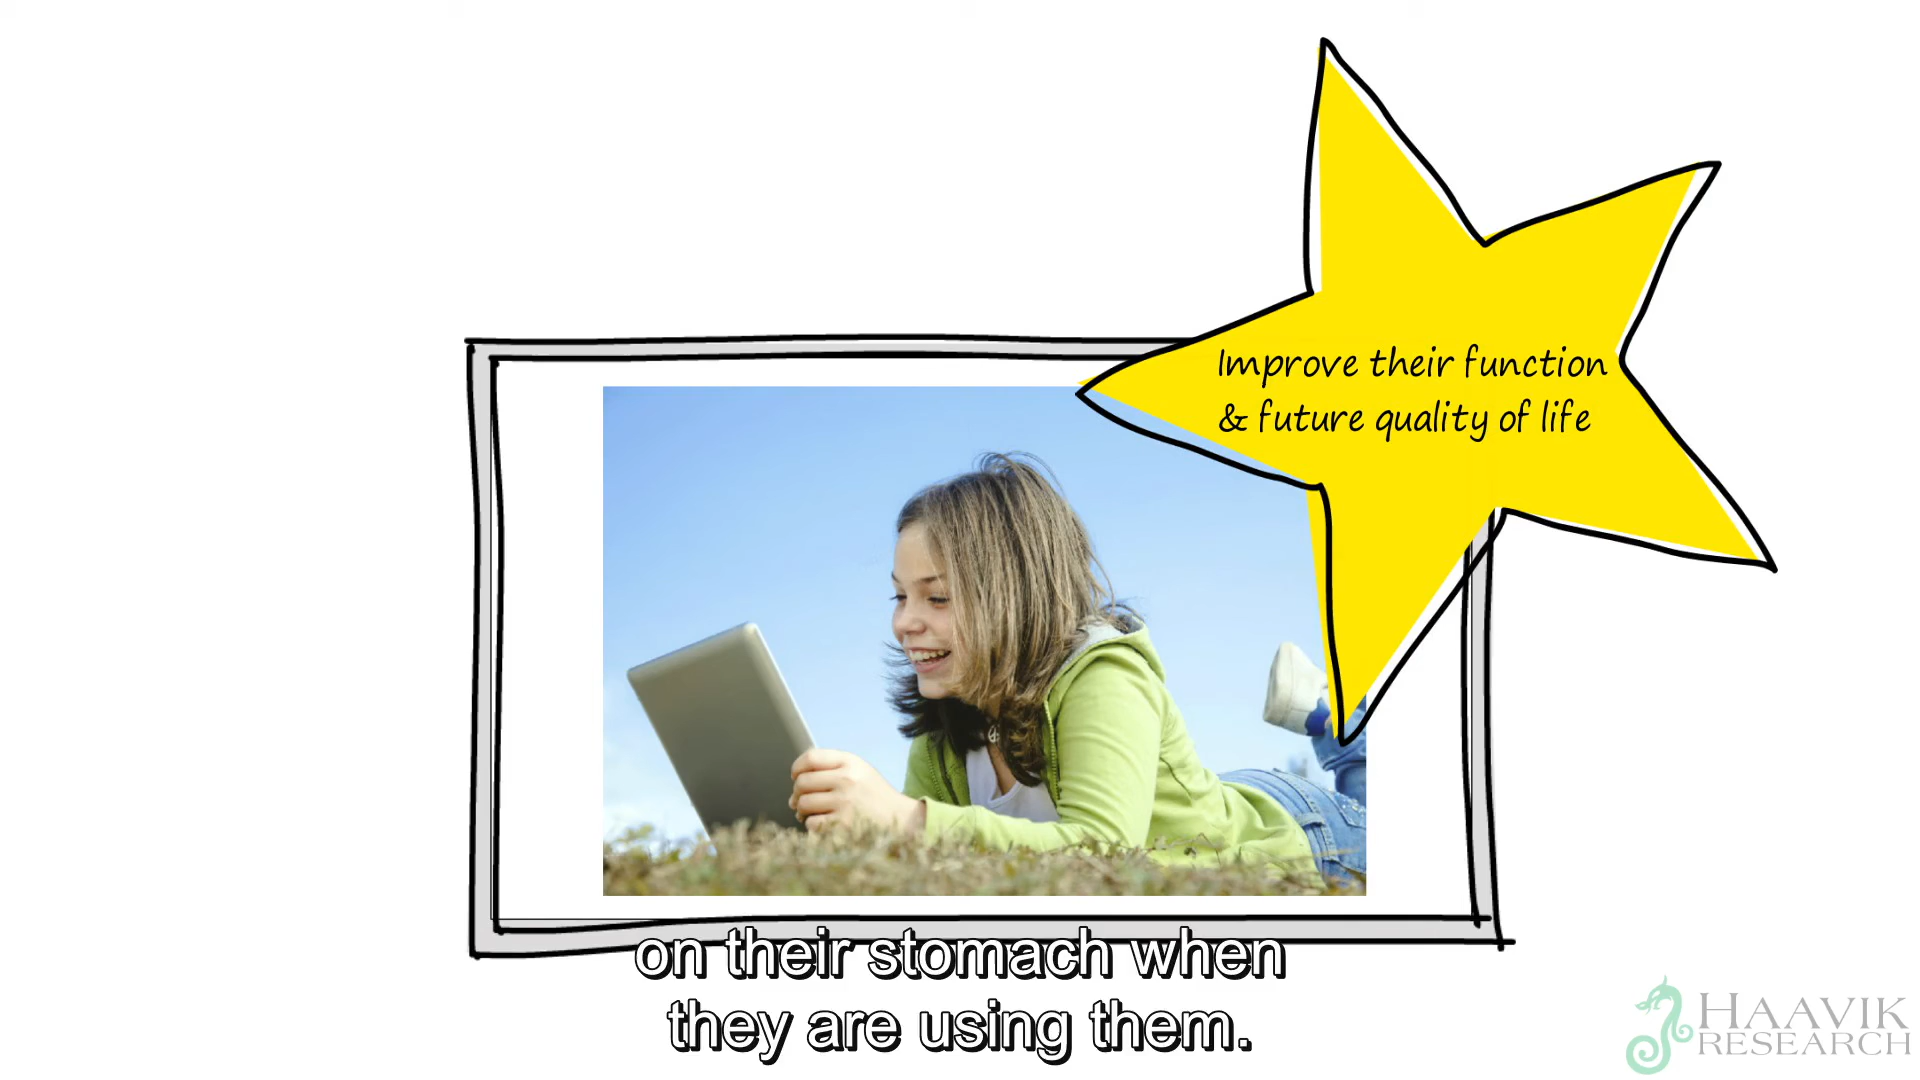 Improve their function
& future quality of life
on their stomach when
they are using them.
HAAVIK
RESEARCH